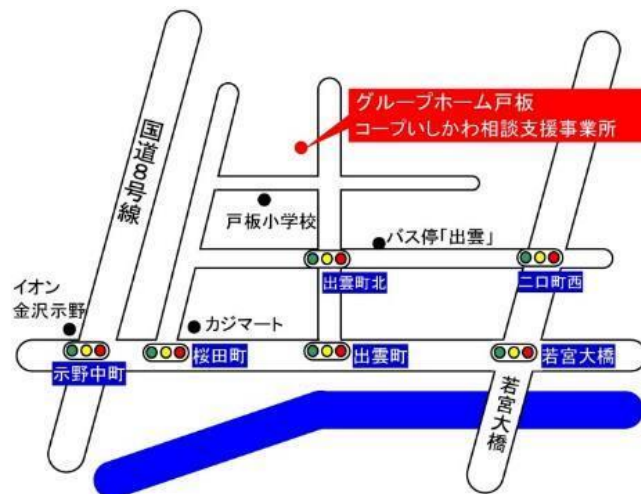 グループホーム戸板
コープいしかわ相談支援事業所
国道8号線
戸板小学校
バス停「出雲」
出雲町北
二口町西
イオン
金沢示野
カジマート
示野中町
桜田町
出雲町
若宮大橋
若宮大橋